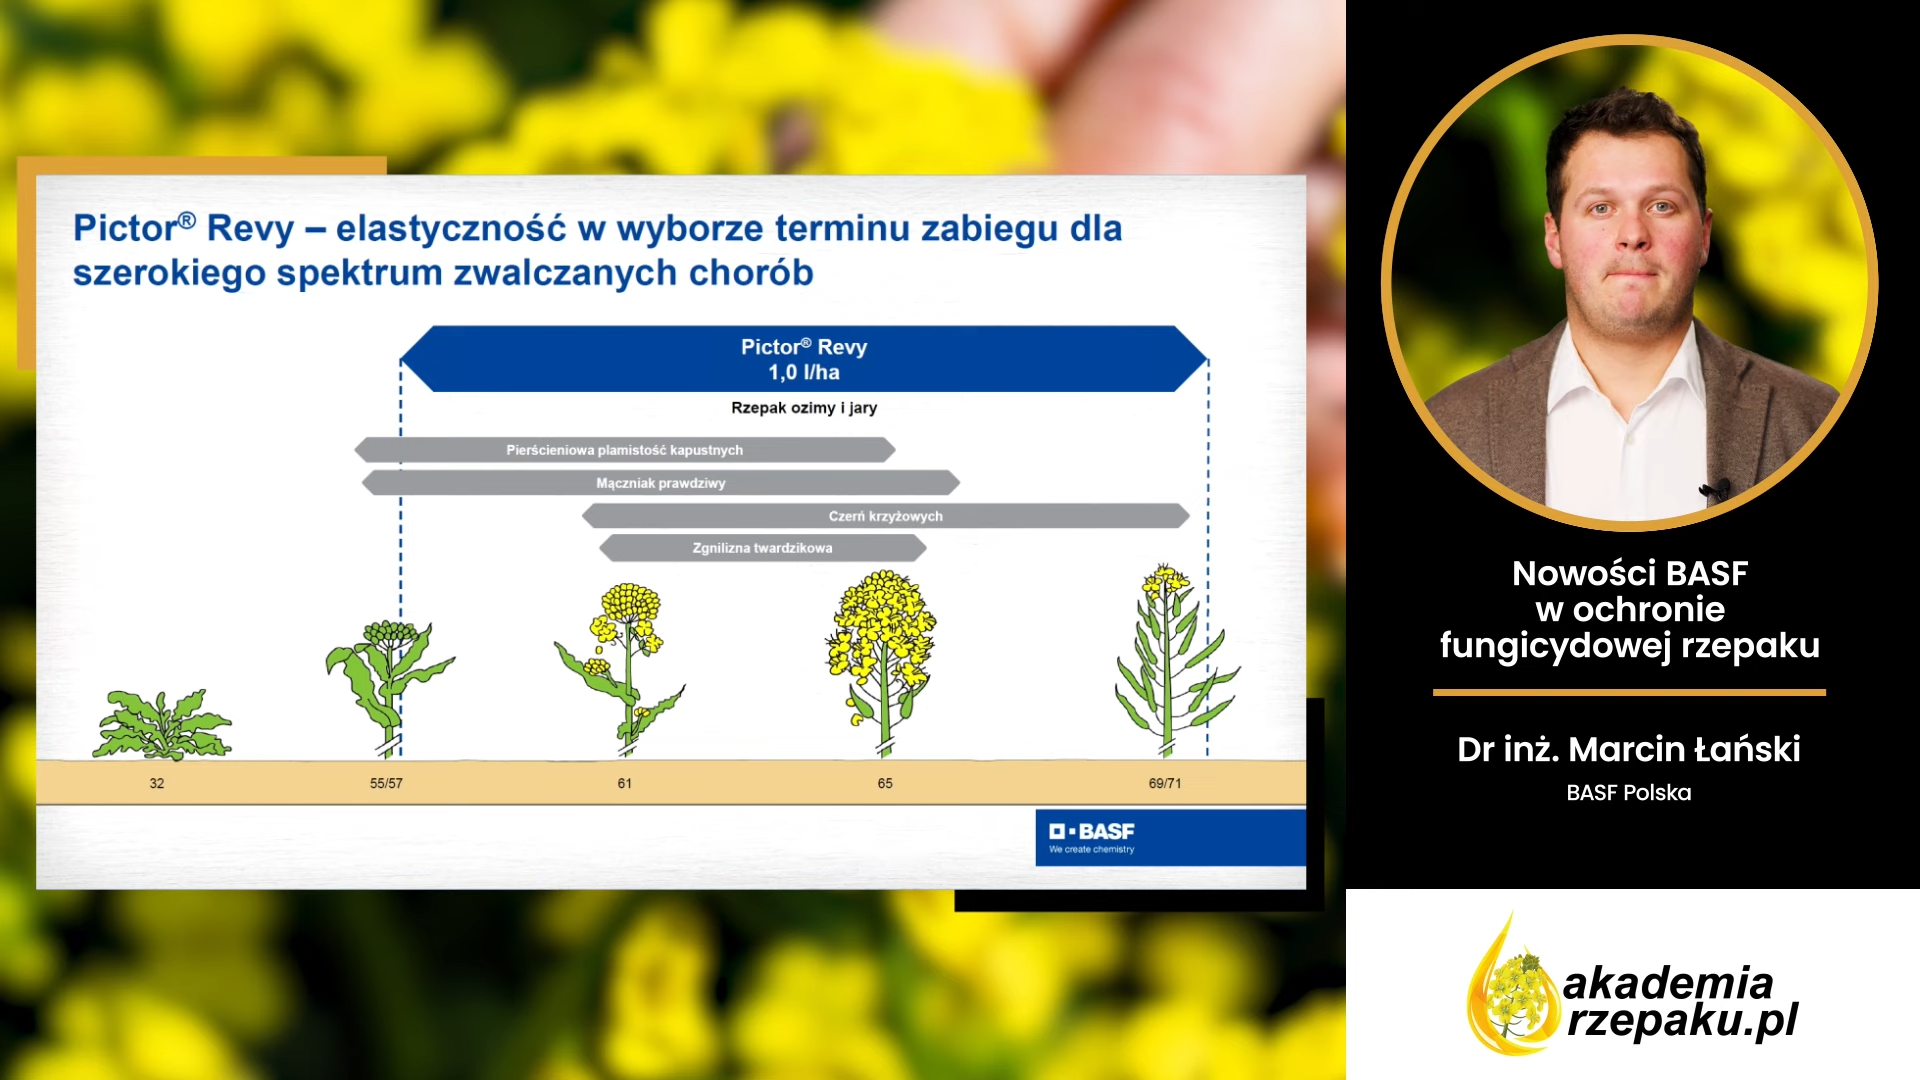 Pictor® Revy – elastyczność w wyborze terminu zabiegu dla
szerokiego spektrum zwalczanych chorób
Pictor® Revy
1,0 l/ha
Rzepak ozimy i jary
Pierścieniowa plamistość kapustnych
Mączniak prawdziwy
Czerń krzyżowych
Zgnilizna twardzikowa
32
55/57
61
65
69/71
BASF
We create chemistry
Nowości BASF
w ochronie
fungicydowej rzepaku
Dr inż. Marcin Łański
BASF Polska
akademia
rzepaku.pl